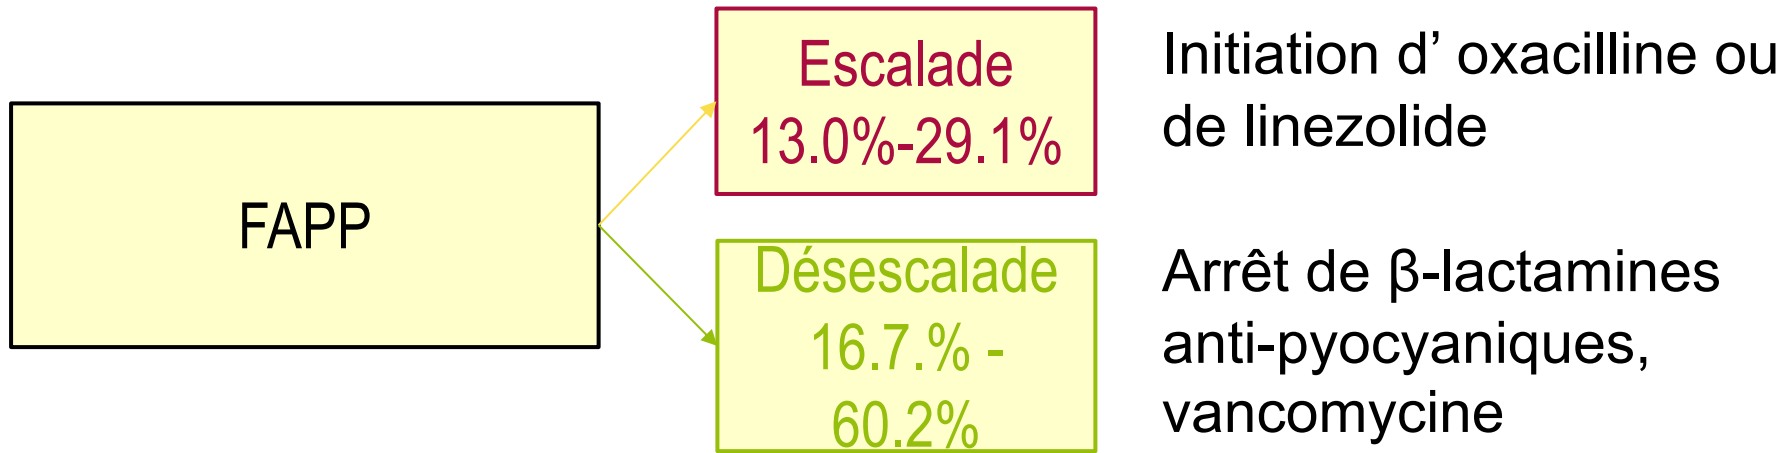 FAPP
Escalade
13.0%-29.1%
Initiation d’ oxacilline ou
de linezolide
Désescalade
16.7.% -
60.2%
Arrêt de β-lactamines
anti-pyocyaniques,
vancomycine